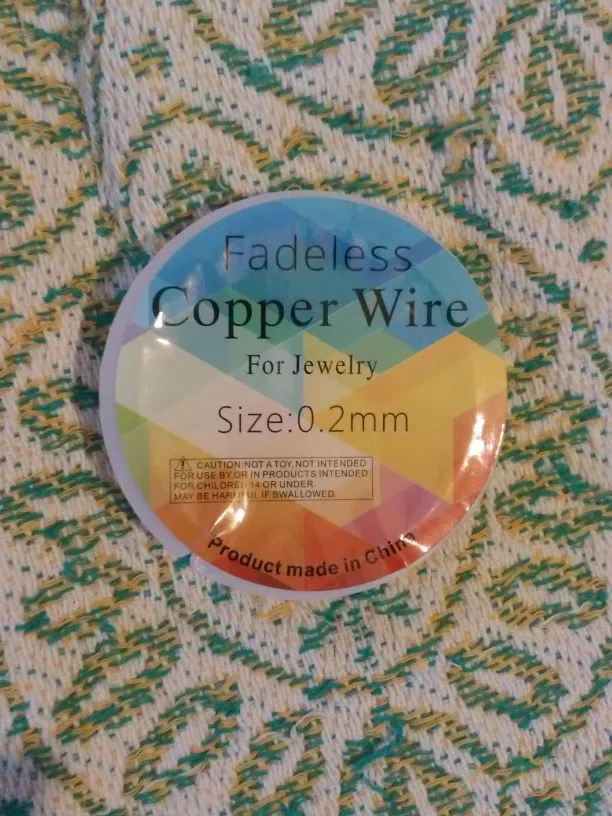 Fadeless
Copper Wire
For Jewelry
Size:0.2mm
CAUTION:NOT A TOY. NOT INTENDED
FOR USE BY,OR IN PRODUCTS INTENDED
FOR CHILDREN 14 OR UNDER
MAY BE HARMFUL IF SWALLOWED.
Product made in China